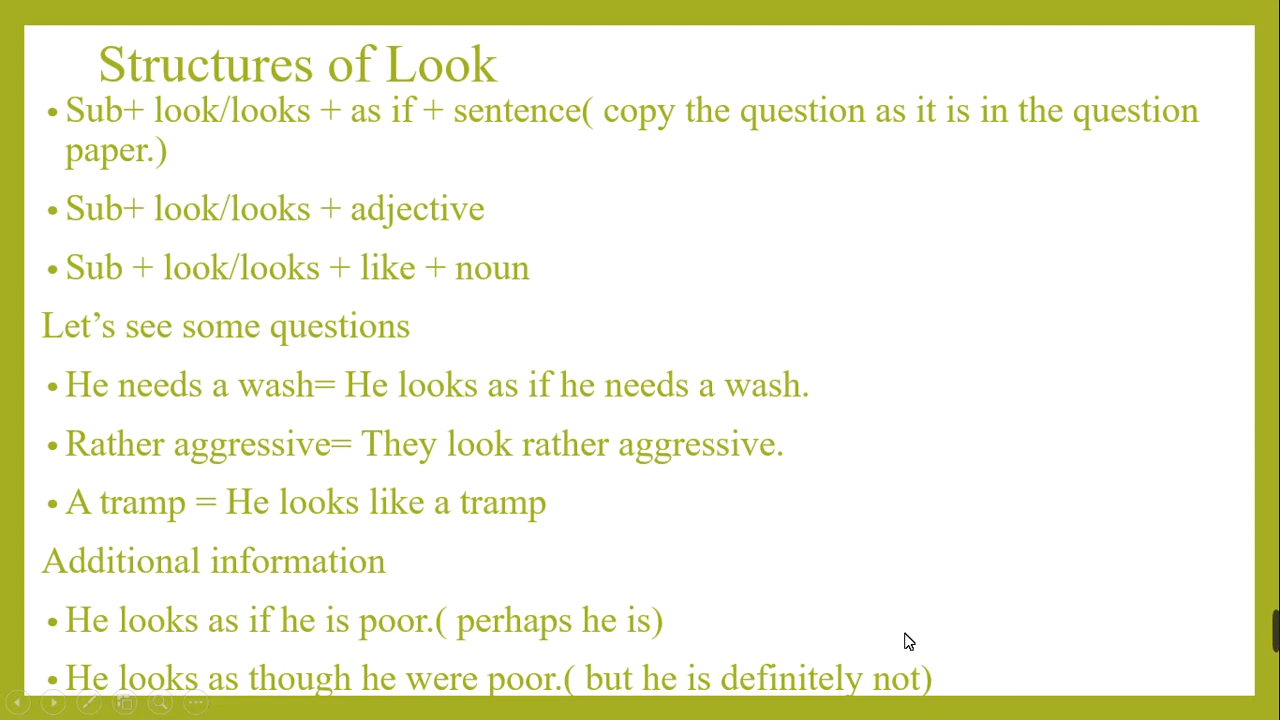 Structures of Look
• Sub+ look/looks + as if + sentence( copy the question as it is in the question
paper.)
• Sub+ look/looks + adjective
• Sub + look/looks + like + noun
Let’s see some questions
• He needs a wash= He looks as if he needs a wash.
• Rather aggressive= They look rather aggressive.
• A tramp = He looks like a tramp
Additional information
• He looks as if he is poor.( perhaps he is)
• He looks as though he were poor.( but he is definitely not)